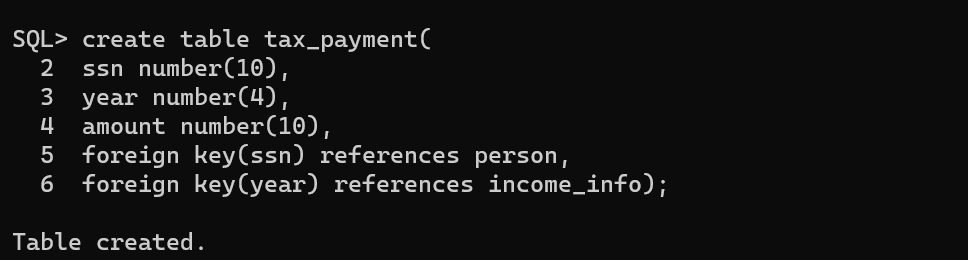 SQL> create table tax_payment(
  2  ssn number(10),
  3  year number(4),
  4  amount number(10),
  5  foreign key(ssn) references person,
  6  foreign key(year) references income_info);
Table created.